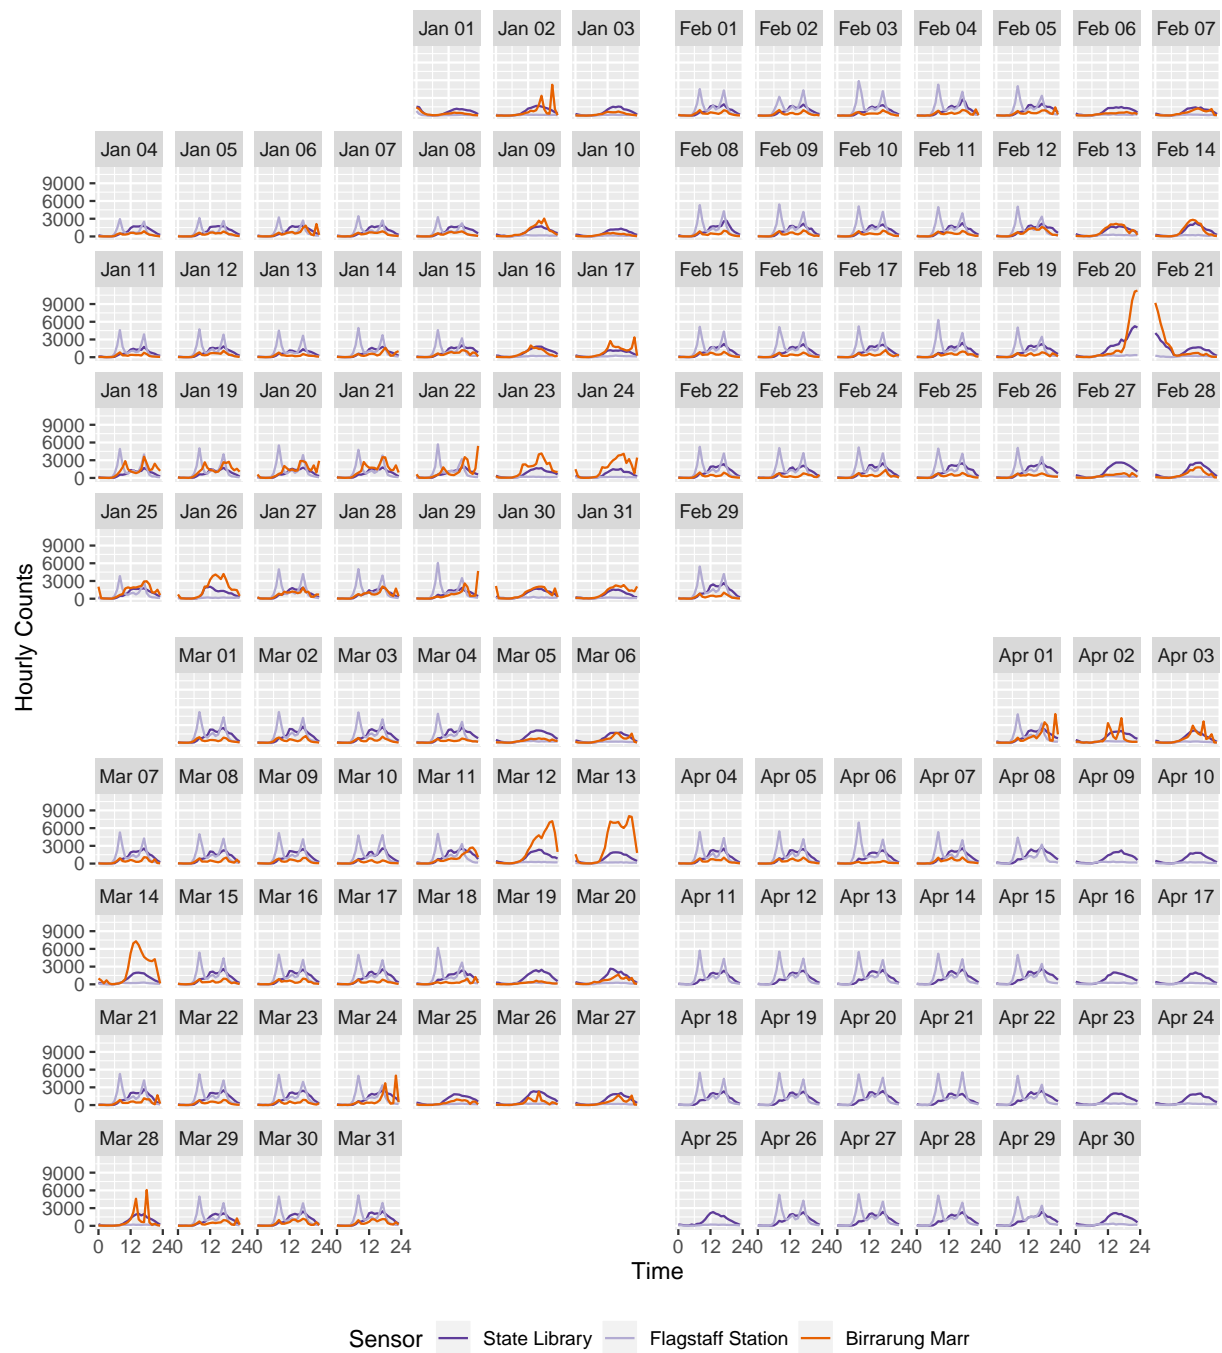 Jan 01 Jan 02 Jan 03 Feb 01 Feb 02 Feb 03 Feb 04 Feb 05 Feb 06 Feb 07
Jan 04 Jan 05 Jan 06 Jan 07 Jan 08 Jan 09 Jan 10 Feb 08 Feb 09 Feb 10 Feb 11 Feb 12 Feb 13 Feb 14
9000
6000
3000
0
Jan 11 Jan 12 Jan 13 Jan 14 Jan 15 Jan 16 Jan 17 Feb 15 Feb 16 Feb 17 Feb 18 Feb 19 Feb 20 Feb 21
9000
6000
3000
0
Jan 18 Jan 19 Jan 20 Jan 21 Jan 22 Jan 23 Jan 24 Feb 22 Feb 23 Feb 24 Feb 25 Feb 26 Feb 27 Feb 28
9000
6000
3000
0
Jan 25 Jan 26 Jan 27 Jan 28 Jan 29 Jan 30 Jan 31 Feb 29
9000
6000
3000
0
Hourly Counts
Mar 01 Mar 02 Mar 03 Mar 04 Mar 05 Mar 06 Apr 01 Apr 02 Apr 03
Mar 07 Mar 08 Mar 09 Mar 10 Mar 11 Mar 12 Mar 13 Apr 04 Apr 05 Apr 06 Apr 07 Apr 08 Apr 09 Apr 10
9000
6000
3000
0
Mar 14 Mar 15 Mar 16 Mar 17 Mar 18 Mar 19 Mar 20 Apr 11 Apr 12 Apr 13 Apr 14 Apr 15 Apr 16 Apr 17
9000
6000
3000
0
Mar 21 Mar 22 Mar 23 Mar 24 Mar 25 Mar 26 Mar 27 Apr 18 Apr 19 Apr 20 Apr 21 Apr 22 Apr 23 Apr 24
9000
6000
3000
0
Mar 28 Mar 29 Mar 30 Mar 31 Apr 25 Apr 26 Apr 27 Apr 28 Apr 29 Apr 30
9000
6000
3000
0
0 12 240 12 240 12 240 12 24 0 12 240 12 240 12 240 12 240 12 240 12 24
Time
Sensor State Library Flagstaff Station Birrarung Marr